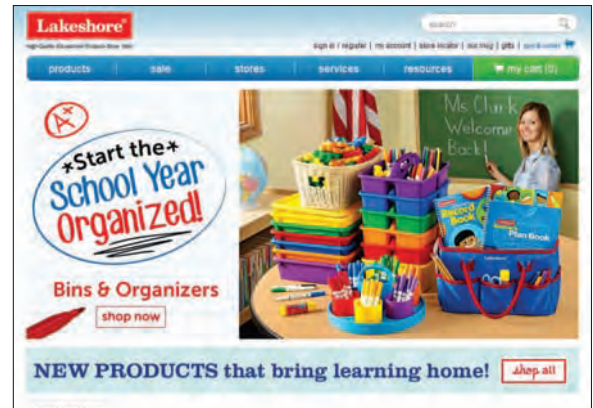 Lakeshore®
search
sign in / register | my account | store locator | our blog | gifts |
products | sale | stores | services | resources | my cart (0)
A+
*Start the*
School Year
Organized!
Bins & Organizers
shop now
Ms. Clark
Welcome
Back!
Record
Book
Plan Book
NEW PRODUCTS that bring learning home!
shop all